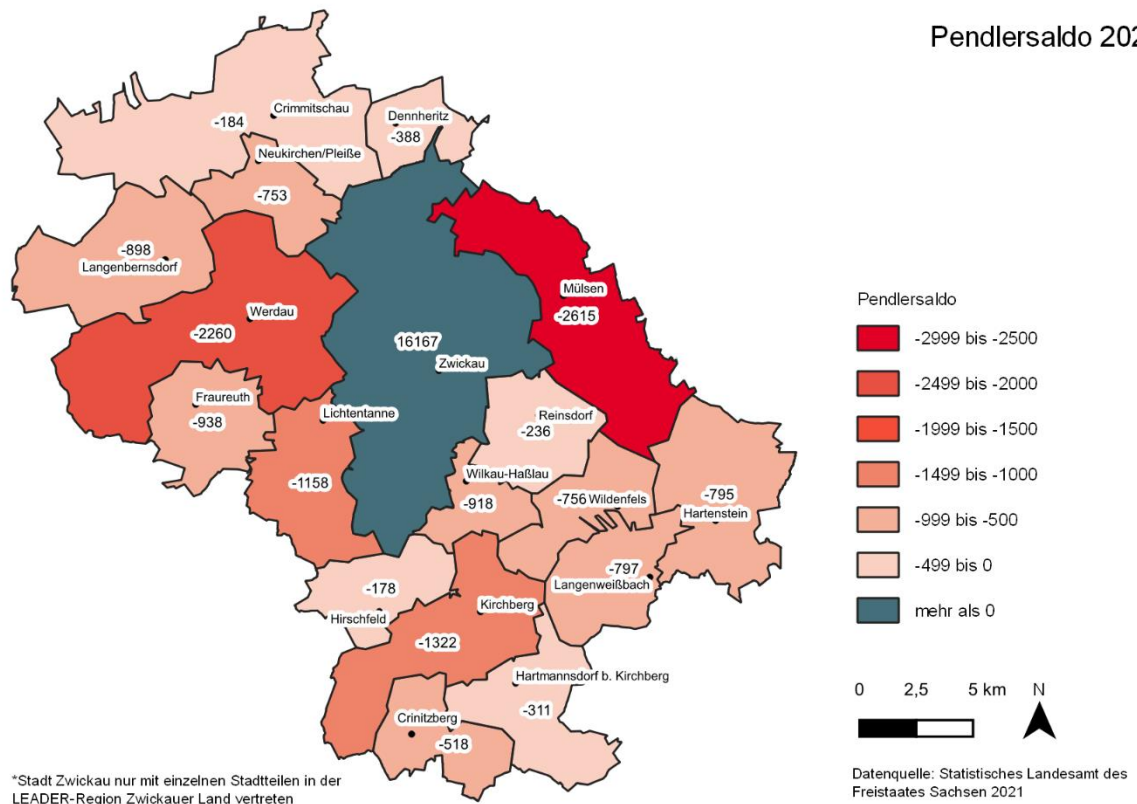 Pendlersaldo 202
Crimmitschau
-184
Dennheritz
-388
Neukirchen/Pleiße
-753
-898
Langenbernsdorf
Werdau
-2260
Mülsen
-2615
16167
Zwickau
Fraureuth
-938
Lichtentanne
-1158
Reinsdorf
-236
Wilkau-Haßlau
-918
-756 Wildenfels
-795
Hartenstein
-797
Langenweißbach
-178
Hirschfeld
Kirchberg
-1322
Hartmannsdorf b. Kirchberg
-311
Crinitzberg
-518
Pendlersaldo
-2999 bis -2500
-2499 bis -2000
-1999 bis -1500
-1499 bis -1000
-999 bis -500
-499 bis 0
mehr als 0
0 2,5 5 km N
*Stadt Zwickau nur mit einzelnen Stadtteilen in der
LEADER-Region Zwickauer Land vertreten
Datenquelle: Statistisches Landesamt des
Freistaates Sachsen 2021